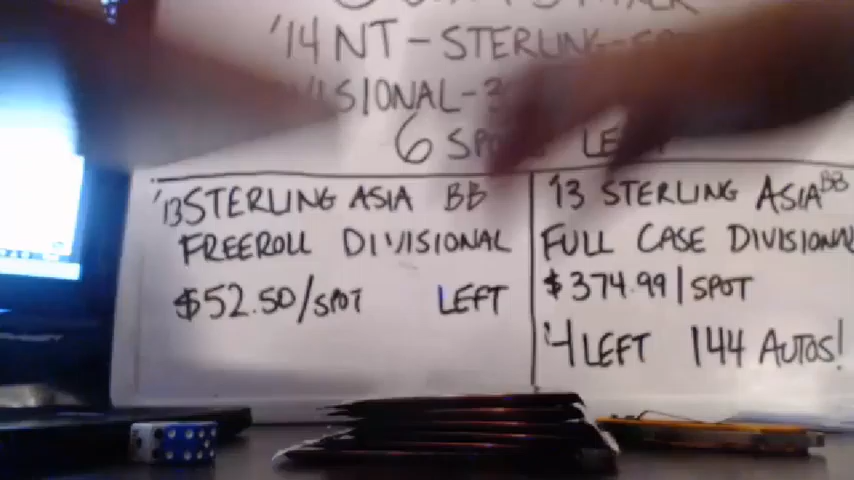 '14 NT - STERLING -
6 LEFT
'13 STERLING ASIA BB
FREEROLL DIVISIONAL
$52.50/SPOT LEFT
'13 STERLING ASIA BB
FULL CASE DIVISIONAL
$374.99/SPOT
4 LEFT 144 AUTOS!